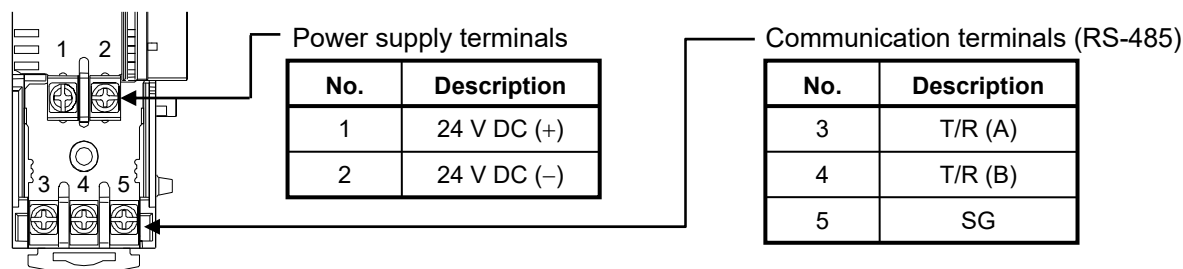 1 2
3 4 5
Power supply terminals
No. Description
1 24 V DC (+)
2 24 V DC (−)
Communication terminals (RS-485)
No. Description
3 T/R (A)
4 T/R (B)
5 SG